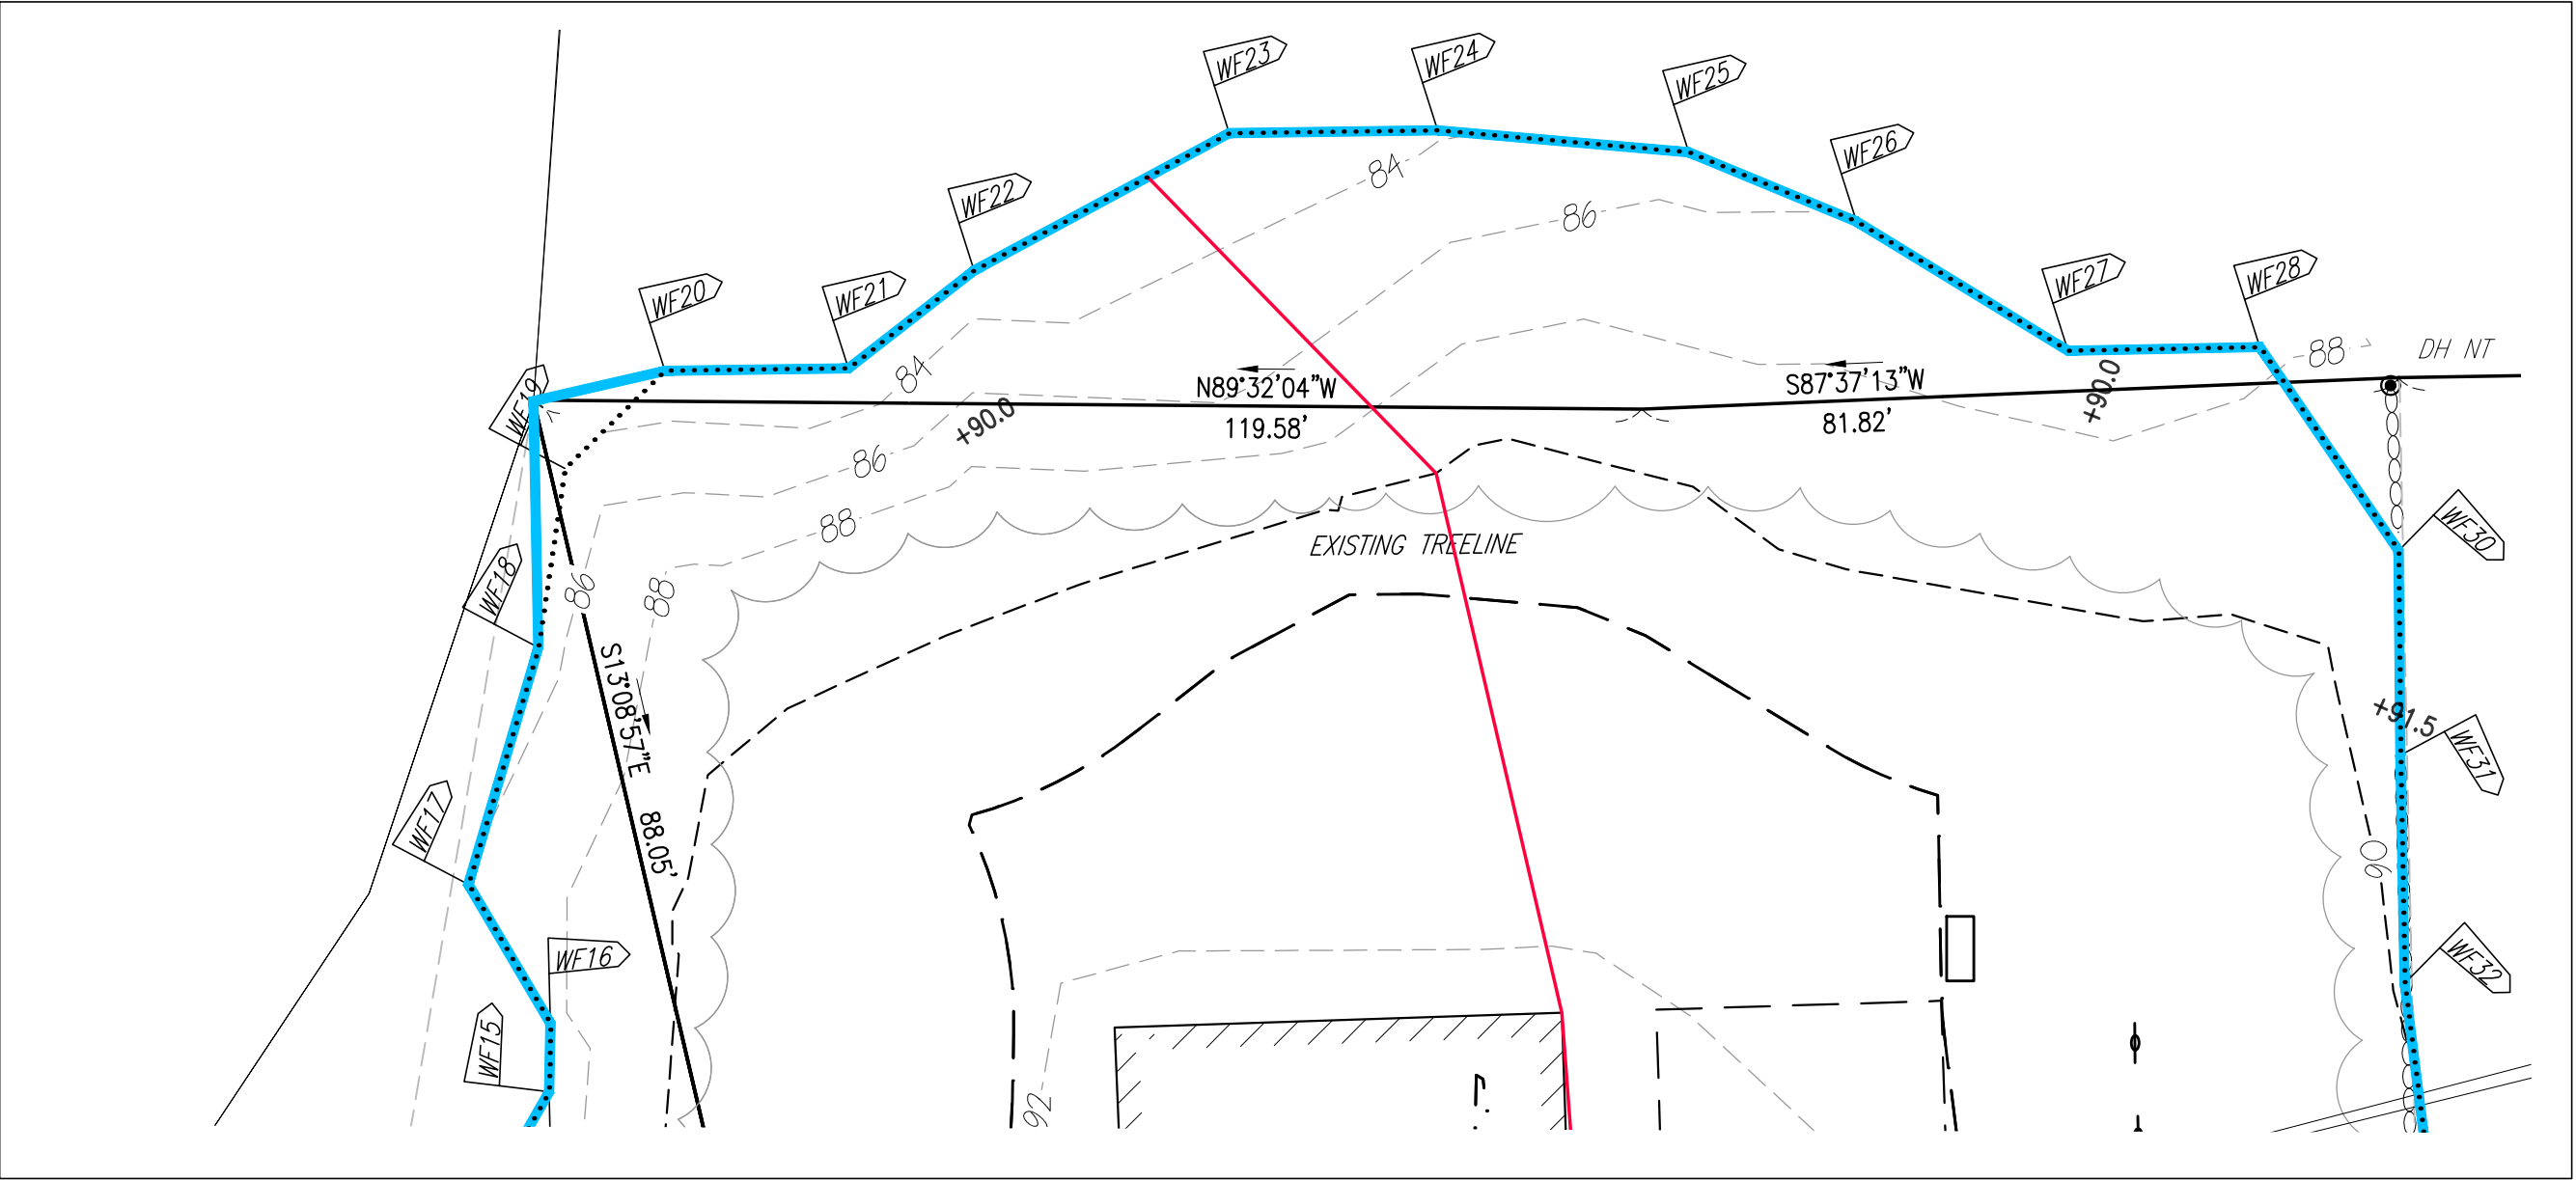 WF23
WF24
WF25
WF26
WF22
WF20
WF21
WF27
WF28
84
86
84
88
DH NT
WF19
N89°32'04"W
119.58'
S87°37'13"W
81.82'
+90.0
+90.0
86
88
EXISTING TREELINE
WF30
WF18
86
88
S13°08'57"E 88.05'
+91.5
WF31
WF17
90
WF16
WF32
WF15
92